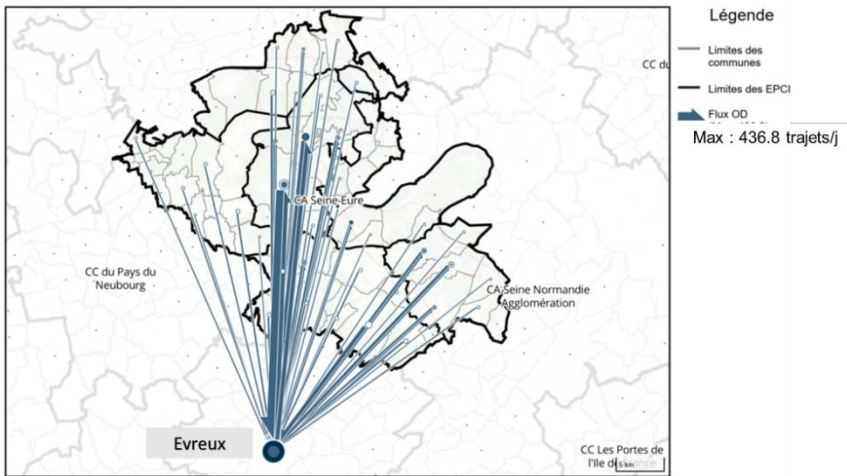 Légende
Limites des
communes
Limites des EPCI
Flux OD
Max : 436.8 trajets/j
CC du
CA Seine-Eure
CC du Pays du
Neubourg
CA Seine Normandie
Agglomération
Evreux
CC Les Portes de
l'Ile de France
5 km